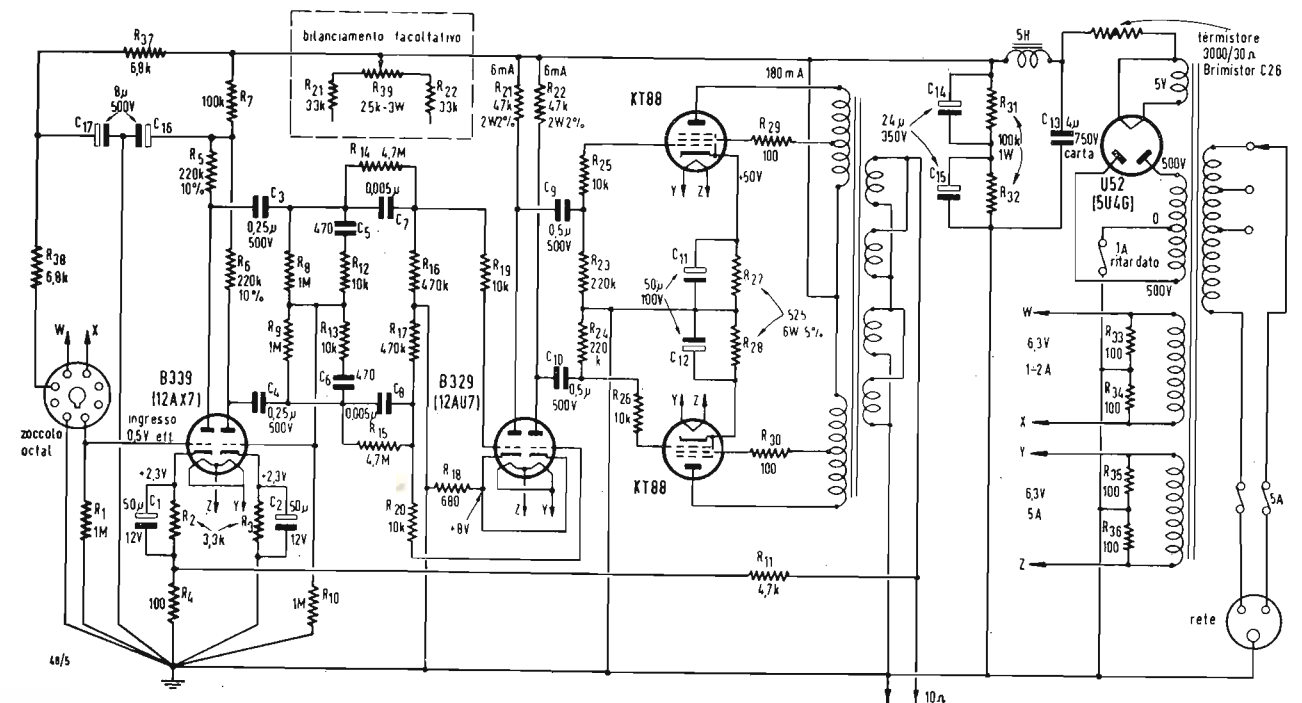 bilanciamento facoltativo
R21
33k
R39
25k-3W
R22
33k
R37
6,8k
8µ
500V
C17
C16
100k
R7
R5
220k
10%
R14 4,7M
C3
0,25µ
500V
0,005µ
C7
470
C5
R38
6,8k
R6
220k
10%
R8
1M
R12
10k
R16
470k
R19
10k
R9
1M
R13
10k
R17
470k
C6
470
C4
0,25µ
500V
0,005µ
C8
R15
4,7M
W
X
zoccolo
octal
B339
(12AX7)
ingresso
0,5V eff.
B329
(12AU7)
+2,3V
+2,3V
50µ
C1
12V
R2
3,3k
R3
C2
50µ
12V
Z
Y
R1
1M
R4
100
1M
R10
R18
680
+8V
R20
10k
Z
Y
6mA
6mA
R21
47k
2W2%
R22
47k
2W2%
C9
0,5µ
500V
R25
10k
R23
220k
R24
220
k
C10
0,5µ
500V
R26
10k
KT88
R29
100
180mA
+50V
Y
Z
C11
50µ
100V
C12
R27
525
6W 5%
R28
Y
Z
KT88
R30
100
R11
4,7k
10Ω
5H
C14
24µ
350V
C15
R31
100k
1W
R32
C13
4µ
750V
carta
térmistore
3000/30Ω
Brimistor C26
5V
500V
U52
[5U4G]
0
1A
ritardato
500V
W
6,3V
1-2A
X
R33
100
R34
100
Y
6,3V
5A
Z
R35
100
R36
100
5A
rete
48/5